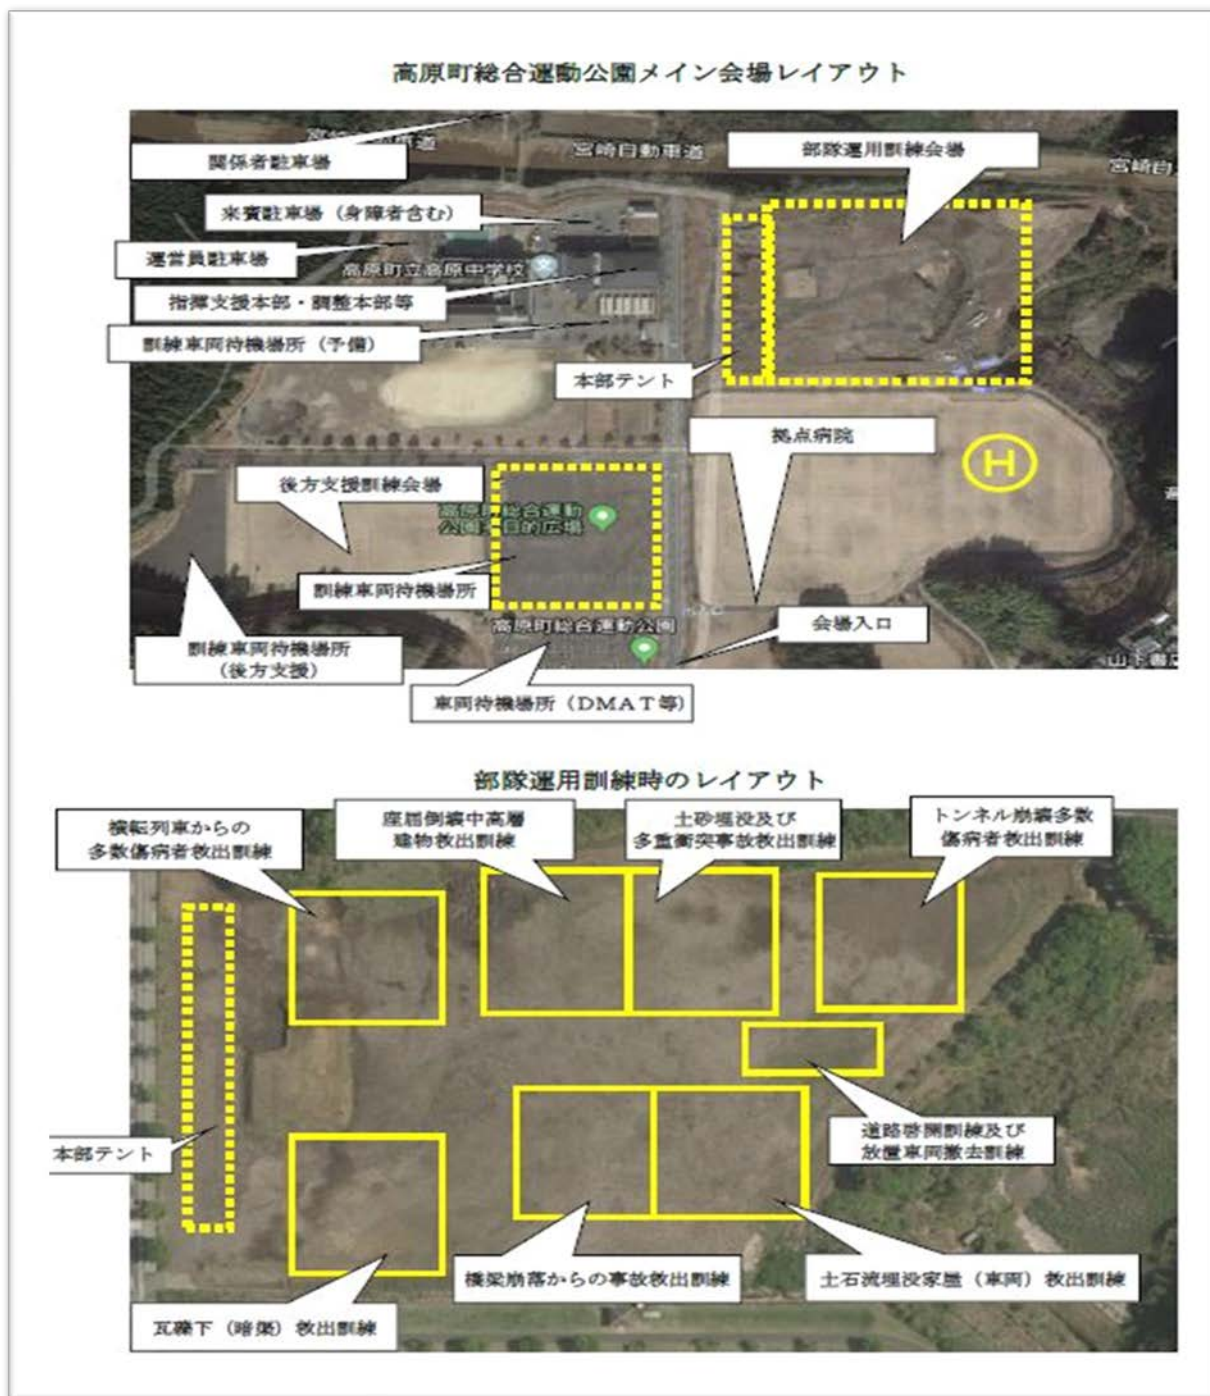 高原町総合運動公園メイン会場レイアウト
宮崎自動車道
関係者駐車場
宮崎自動車道
部隊運用訓練会場
宮崎自
来賓駐車場（身障者含む）
運営員駐車場
高原町立高原中学校
指揮支援本部・調整本部等
訓練車両待機場所（予備）
本部テント
拠点病院
H
後方支援訓練会場
高原町総合運動
公園多目的広場
訓練車両待機場所
高原町総合運動公園
会場入口
訓練車両待機場所
（後方支援）
山下書店
車両待機場所（DMAT等）
部隊運用訓練時のレイアウト
横転列車からの
多数傷病者救出訓練
座屈倒壊中高層
建物救出訓練
土砂埋没及び
多重衝突事故救出訓練
トンネル崩壊多数
傷病者救出訓練
本部テント
道路啓開訓練及び
放置車両撤去訓練
橋梁崩落からの事故救出訓練
土石流埋没家屋（車両）救出訓練
瓦礫下（暗渠）救出訓練